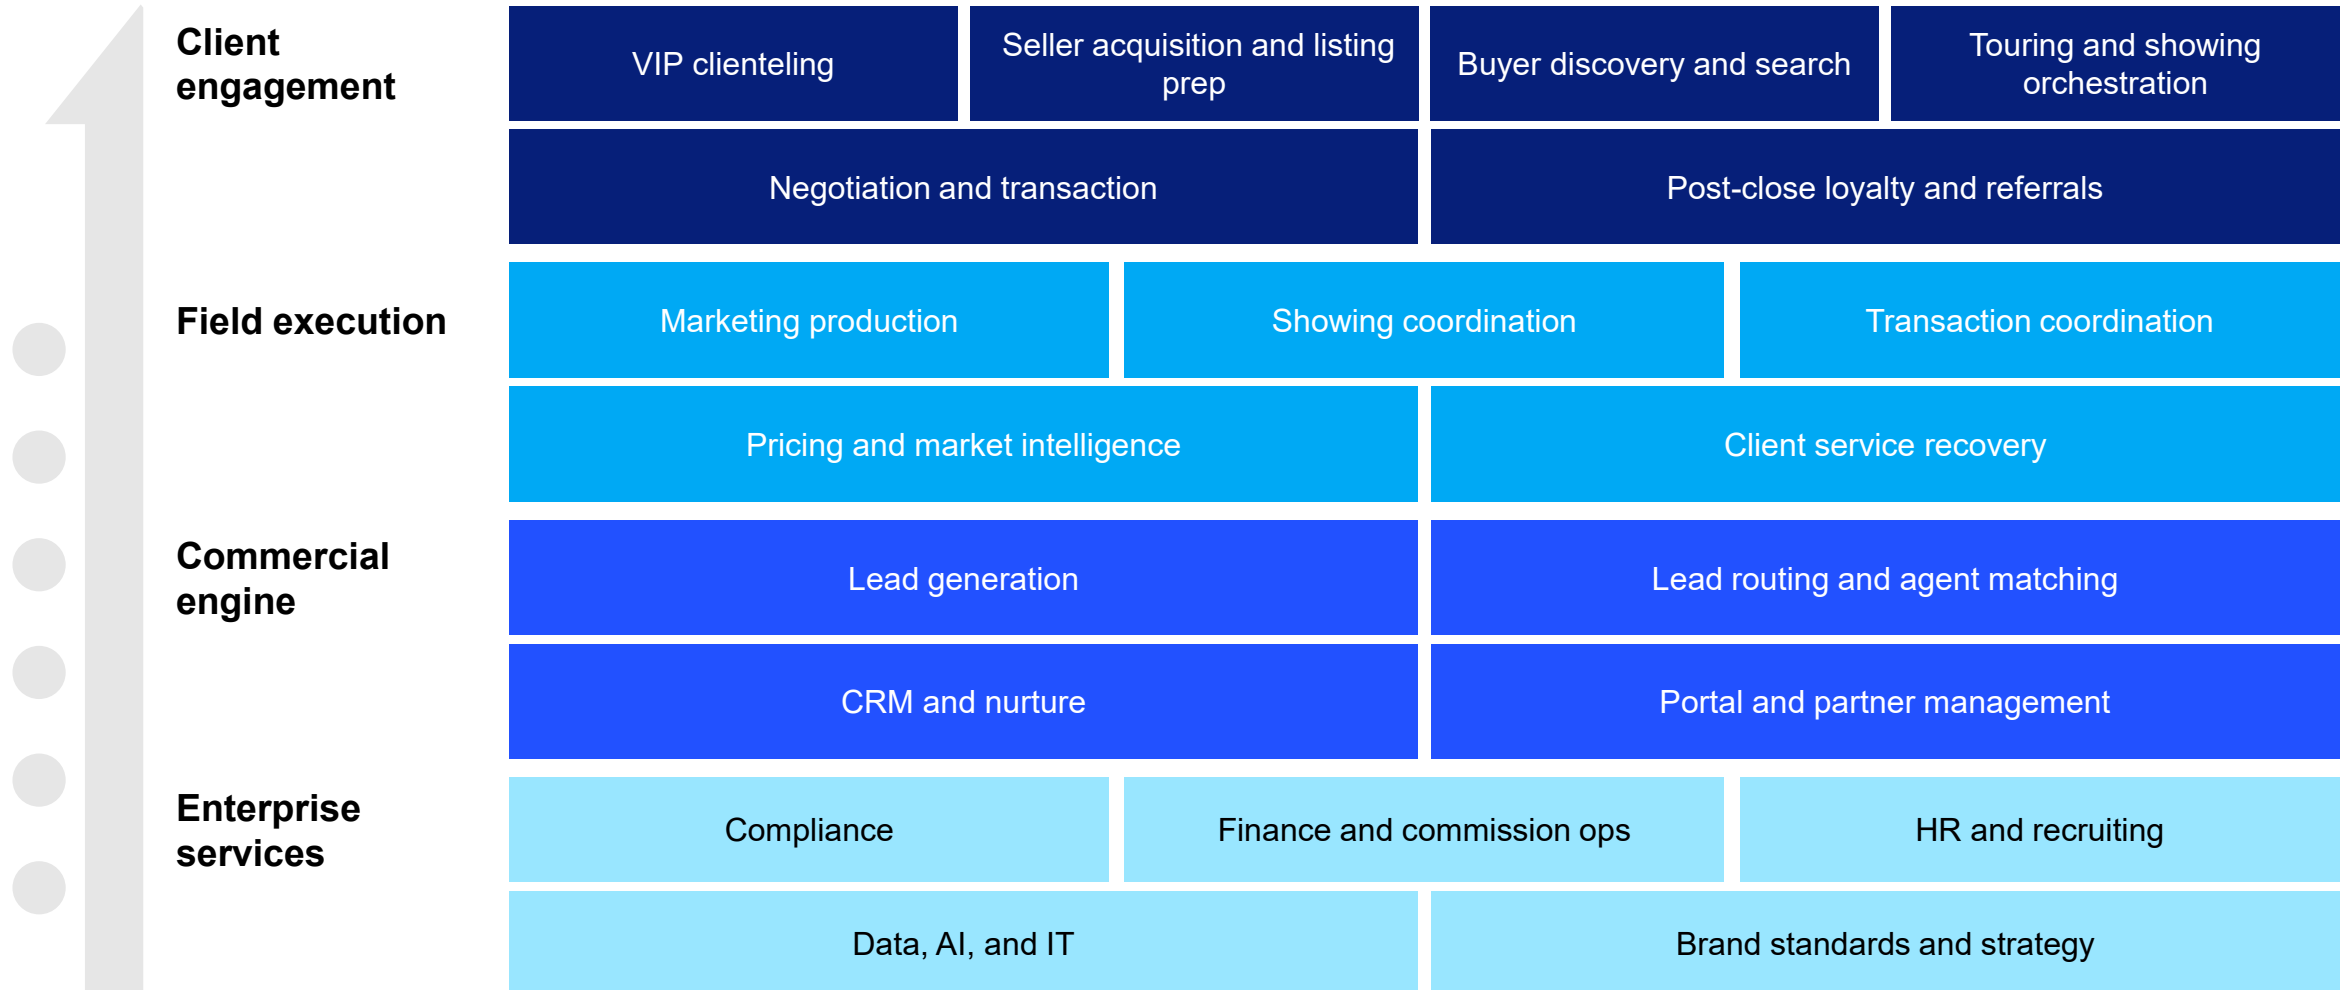 Client
engagement
VIP clienteling
Seller acquisition and listing
prep
Buyer discovery and search
Touring and showing
orchestration
Negotiation and transaction
Post-close loyalty and referrals
Field execution
Marketing production
Showing coordination
Transaction coordination
Pricing and market intelligence
Client service recovery
Commercial
engine
Lead generation
Lead routing and agent matching
CRM and nurture
Portal and partner management
Enterprise
services
Compliance
Finance and commission ops
HR and recruiting
Data, AI, and IT
Brand standards and strategy